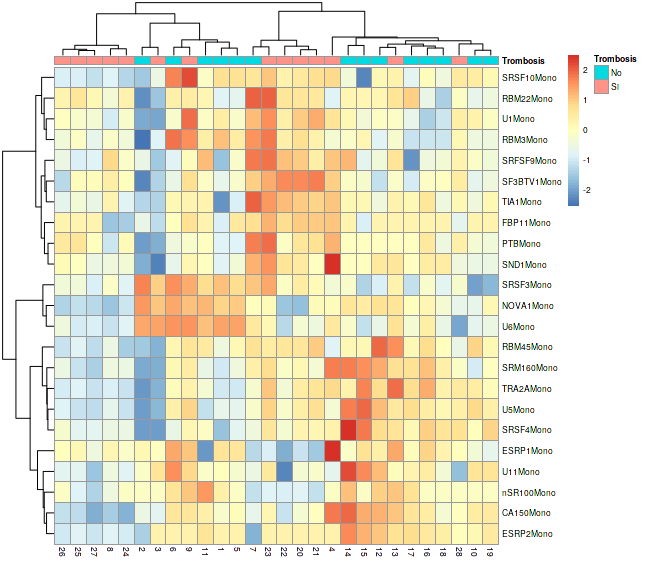 Trombosis
SRSF10Mono
RBM22Mono
U1Mono
RBM3Mono
SRFSF9Mono
SF3BTV1Mono
TIA1Mono
FBP11Mono
PTBMono
SND1Mono
SRSF3Mono
NOVA1Mono
U6Mono
RBM45Mono
SRM160Mono
TRA2AMono
U5Mono
SRSF4Mono
ESRP1Mono
U11Mono
nSR100Mono
CA150Mono
ESRP2Mono
26 25 27 8 24 2 3 6 9 11 1 5 7 23 22 20 21 4 14 15 12 13 17 16 18 28 10 19
2
1
0
-1
-2
Trombosis
No
SI